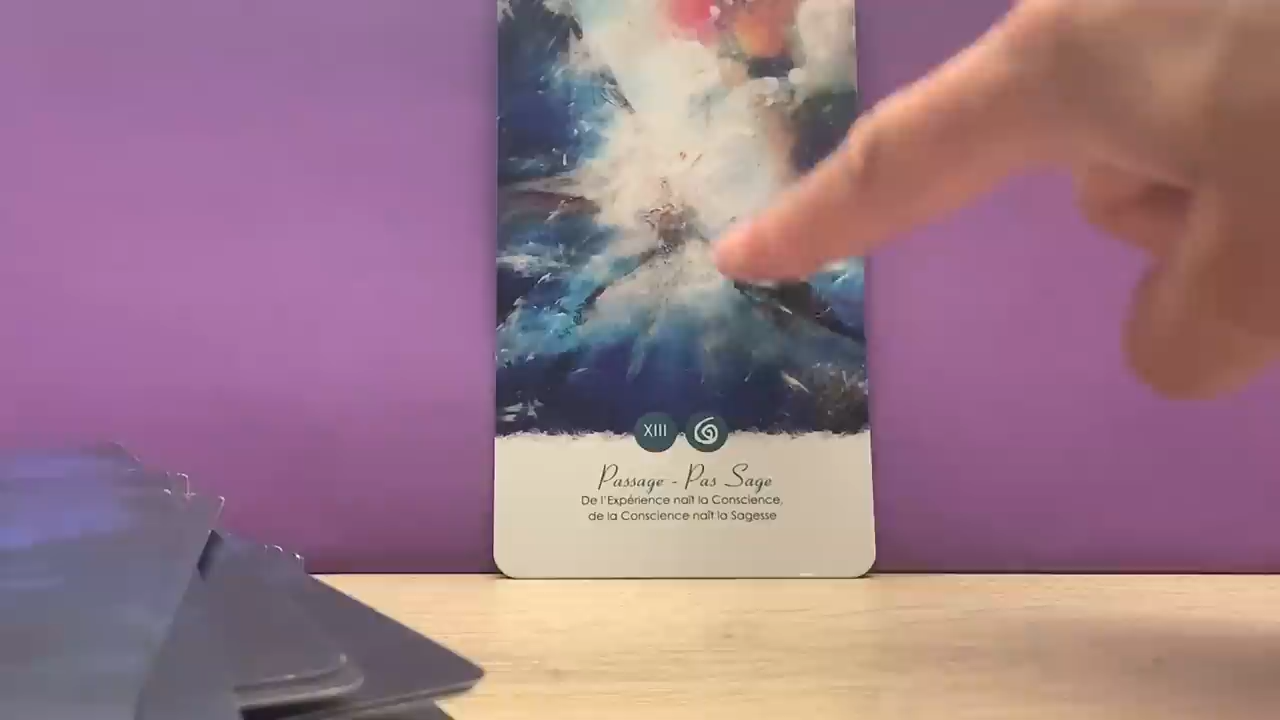 XIII
Passage - Pas Sage
De l'Expérience naît la Conscience,
de la Conscience naît la Sagesse